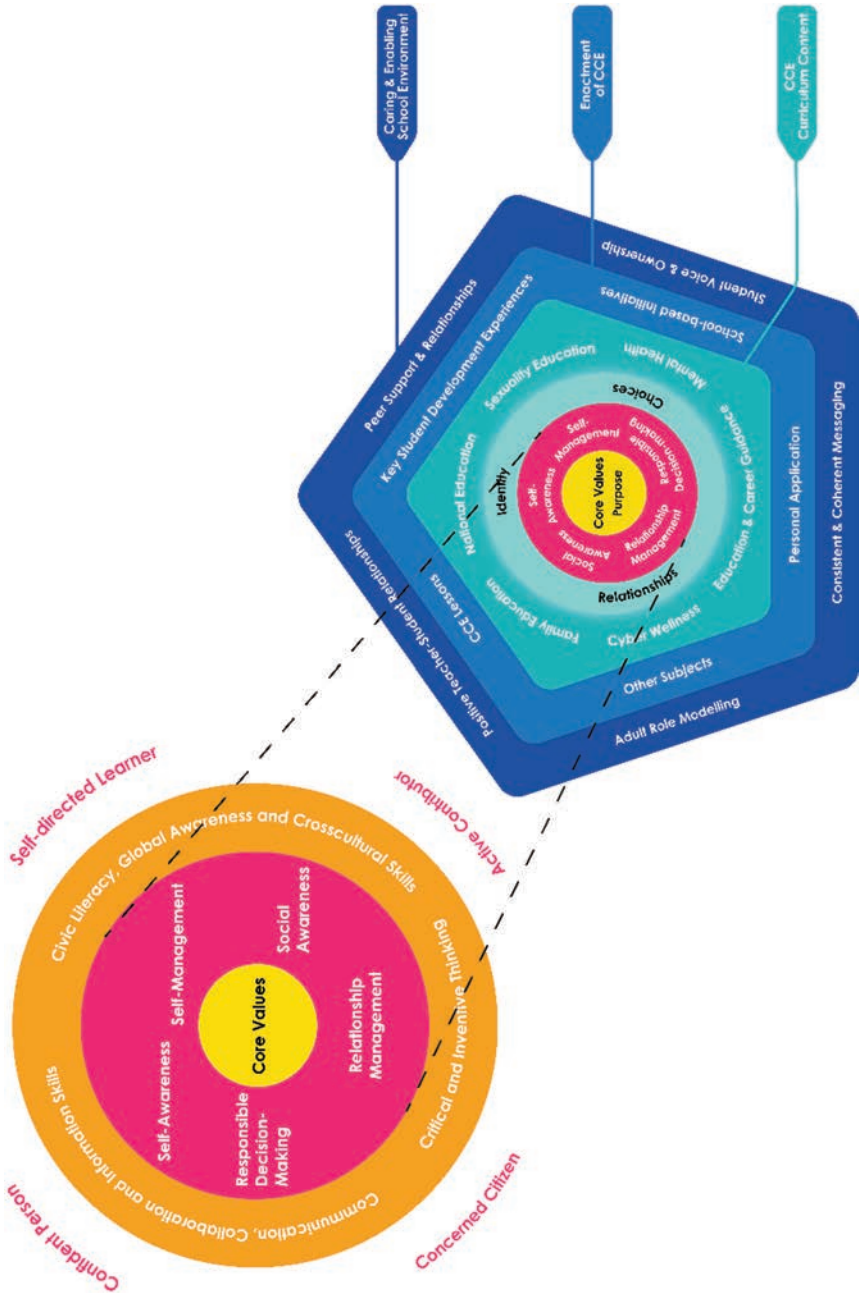 Confident Person
Self-directed Learner
Communication, Collaboration and Information Skills
Civic Literacy, Global Awareness and Crosscultural Skills
Critical and Inventive Thinking
Self-Awareness
Self-Management
Responsible
Decision-
Making
Social
Awareness
Relationship
Management
Core Values
Concerned Citizen
Active Contributor
Positive Teacher-Student Relationships
Peer Support & Relationships
Adult Role Modelling
Student Voice & Ownership
Consistent & Coherent Messaging
CCE Lessons
Key Student Development Experiences
Other Subjects
School-based Initiatives
Personal Application
National Education
Sexuality Education
Family Education
Mental Health
Cyber Wellness
Education & Career Guidance
Identity
Relationships
Choices
Self-
Awareness
Self-
Management
Social
Awareness
Responsible
Decision-making
Relationship
Management
Core Values
Purpose
Caring & Enabling
School Environment
Enactment
of CCE
CCE
Curriculum Content